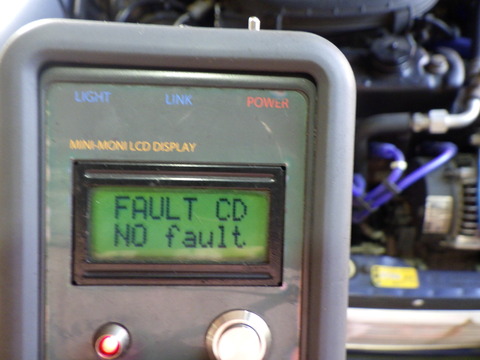 LIGHT LINK POWER
MINI-MONI LCD DISPLAY
FAULT CD
NO fault